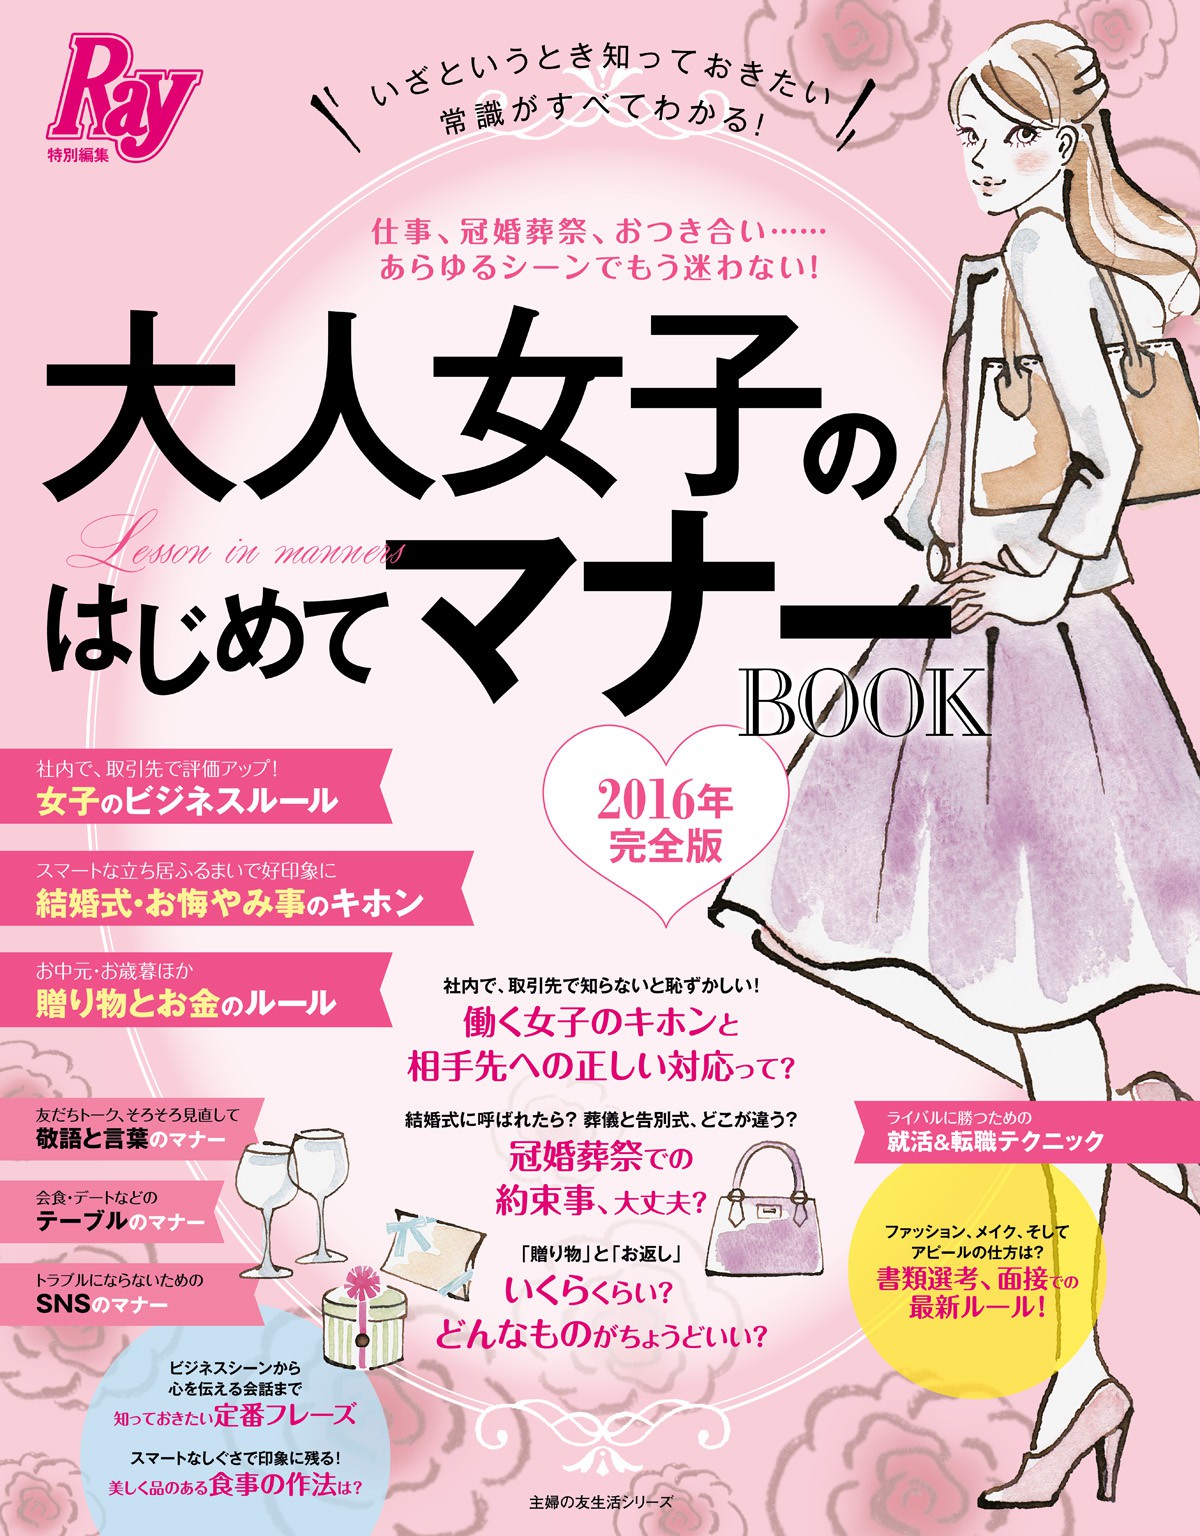 Ray
特別編集
いざというとき知っておきたい
常識がすべてわかる!
仕事、冠婚葬祭、おつき合い……
あらゆるシーンでもう迷わない!
大人女子の
Lesson in manners
はじめてマナー
BOOK
2016年
完全版
社内で、取引先で評価アップ!
女子のビジネスルール
スマートな立ち居ふるまいで好印象に
結婚式・お悔やみ事のキホン
お中元・お歳暮ほか
贈り物とお金のルール
友だちトーク、そろそろ見直して
敬語と言葉のマナー
会食・デートなどの
テーブルのマナー
トラブルにならないための
SNSのマナー
社内で、取引先で知らないと恥ずかしい!
働く女子のキホンと
相手先への正しい対応って?
結婚式に呼ばれたら? 葬儀と告別式、どこが違う?
冠婚葬祭での
約束事、大丈夫?
「贈り物」と「お返し」
いくらくらい?
どんなものがちょうどいい?
ライバルに勝つための
就活&転職テクニック
ファッション、メイク、そして
アピールの仕方は?
書類選考、面接での
最新ルール!
ビジネスシーンから
心を伝える会話まで
知っておきたい定番フレーズ
スマートなしぐさで印象に残る!
美しく品のある食事の作法は?
主婦の友生活シリーズ